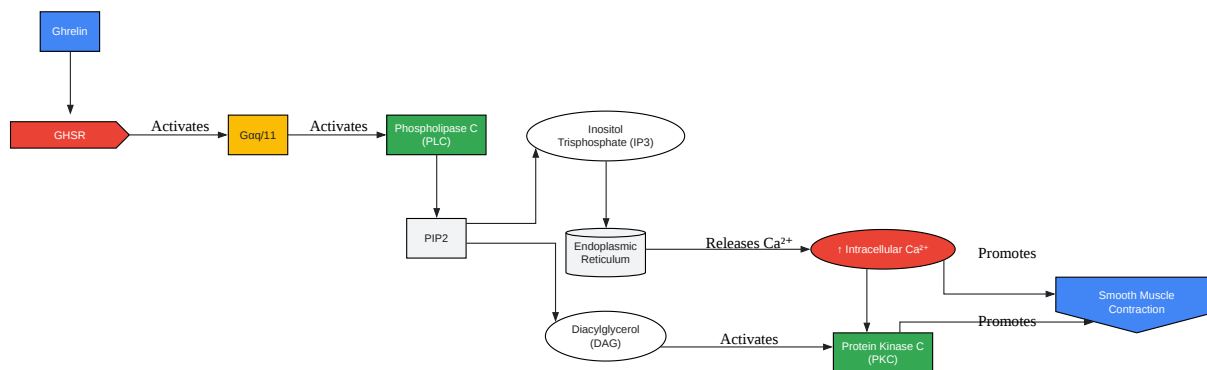 Ghrelin
GHSR
Activates
Gαq/11
Activates
Phospholipase C
(PLC)
Inositol
Trisphosphate (IP3)
PIP2
Endoplasmic
Reticulum
Releases Ca²⁺
↑ Intracellular Ca²⁺
Promotes
Smooth Muscle
Contraction
Diacylglycerol
(DAG)
Activates
Protein Kinase C
(PKC)
Promotes